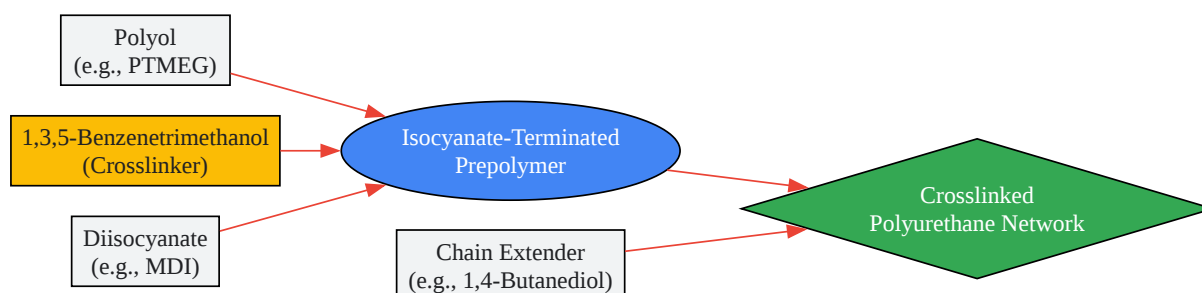 Polyol
(e.g., PTMEG)
1,3,5-Benzenetrimethanol
(Crosslinker)
Diisocyanate
(e.g., MDI)
Isocyanate-Terminated
Prepolymer
Chain Extender
(e.g., 1,4-Butanediol)
Crosslinked
Polyurethane Network